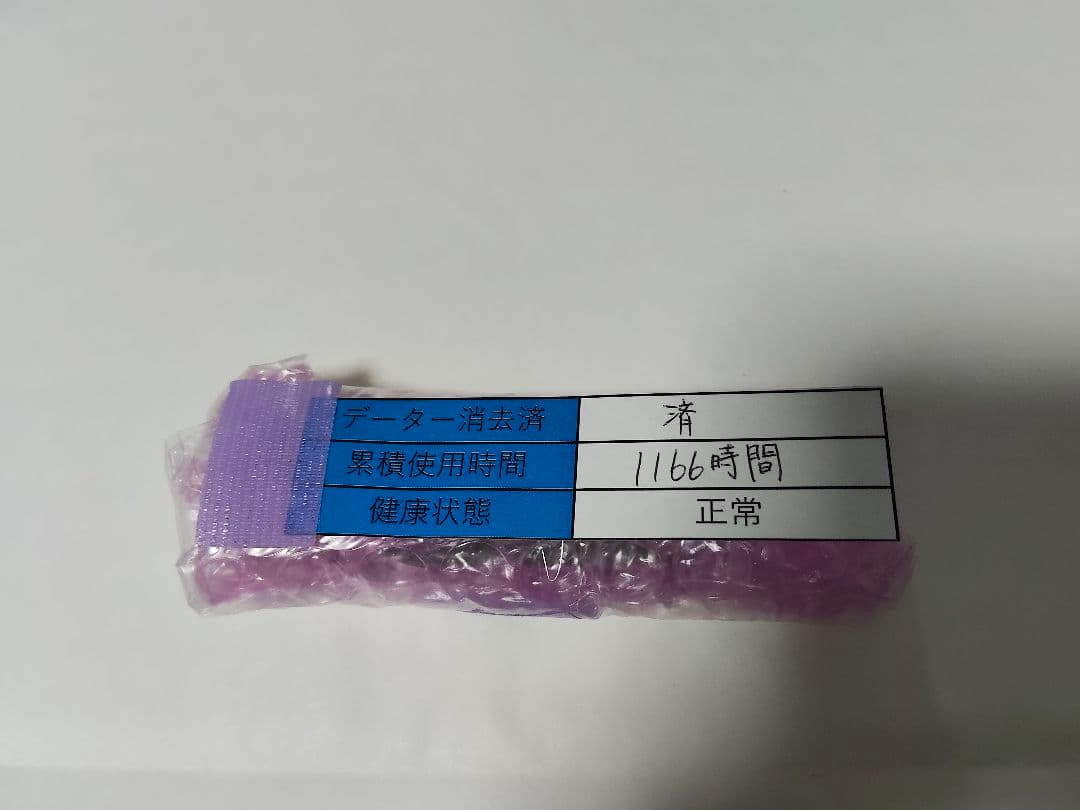 データー消去済 済
累積使用時間 1166時間
健康状態 正常